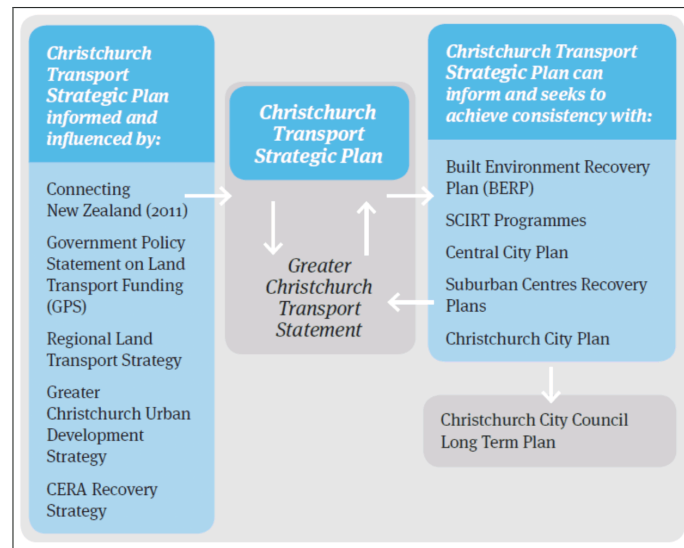 Christchurch
Transport
Strategic Plan
informed and
influenced by:
Connecting
New Zealand (2011)
Government Policy
Statement on Land
Transport Funding
(GPS)
Regional Land
Transport Strategy
Greater
Christchurch Urban
Development
Strategy
CERA Recovery
Strategy
Christchurch
Transport
Strategic Plan
Greater
Christchurch
Transport
Statement
Christchurch Transport
Strategic Plan can
inform and seeks to
achieve consistency with:
Built Environment Recovery
Plan (BERP)
SCIRT Programmes
Central City Plan
Suburban Centres Recovery
Plans
Christchurch City Plan
Christchurch City Council
Long Term Plan